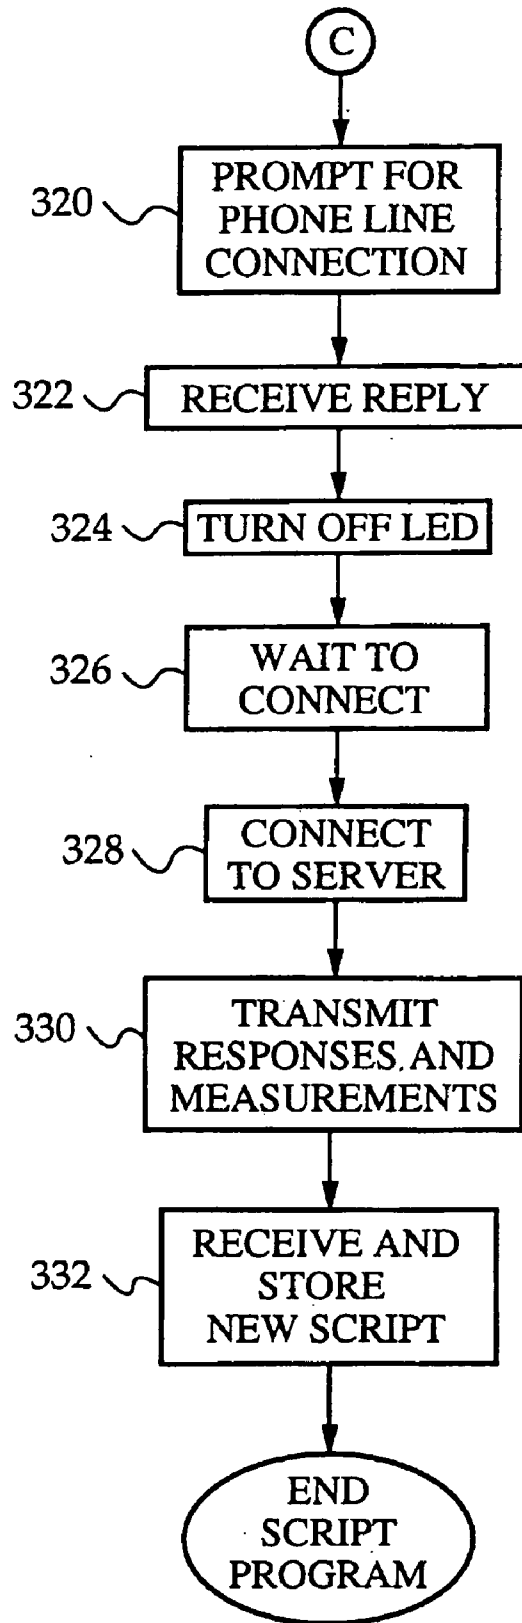 C
320
PROMPT FOR
PHONE LINE
CONNECTION
322
RECEIVE REPLY
324
TURN OFF LED
326
WAIT TO
CONNECT
328
CONNECT
TO SERVER
330
TRANSMIT
RESPONSES, AND
MEASUREMENTS
332
RECEIVE AND
STORE
NEW SCRIPT
END
SCRIPT
PROGRAM